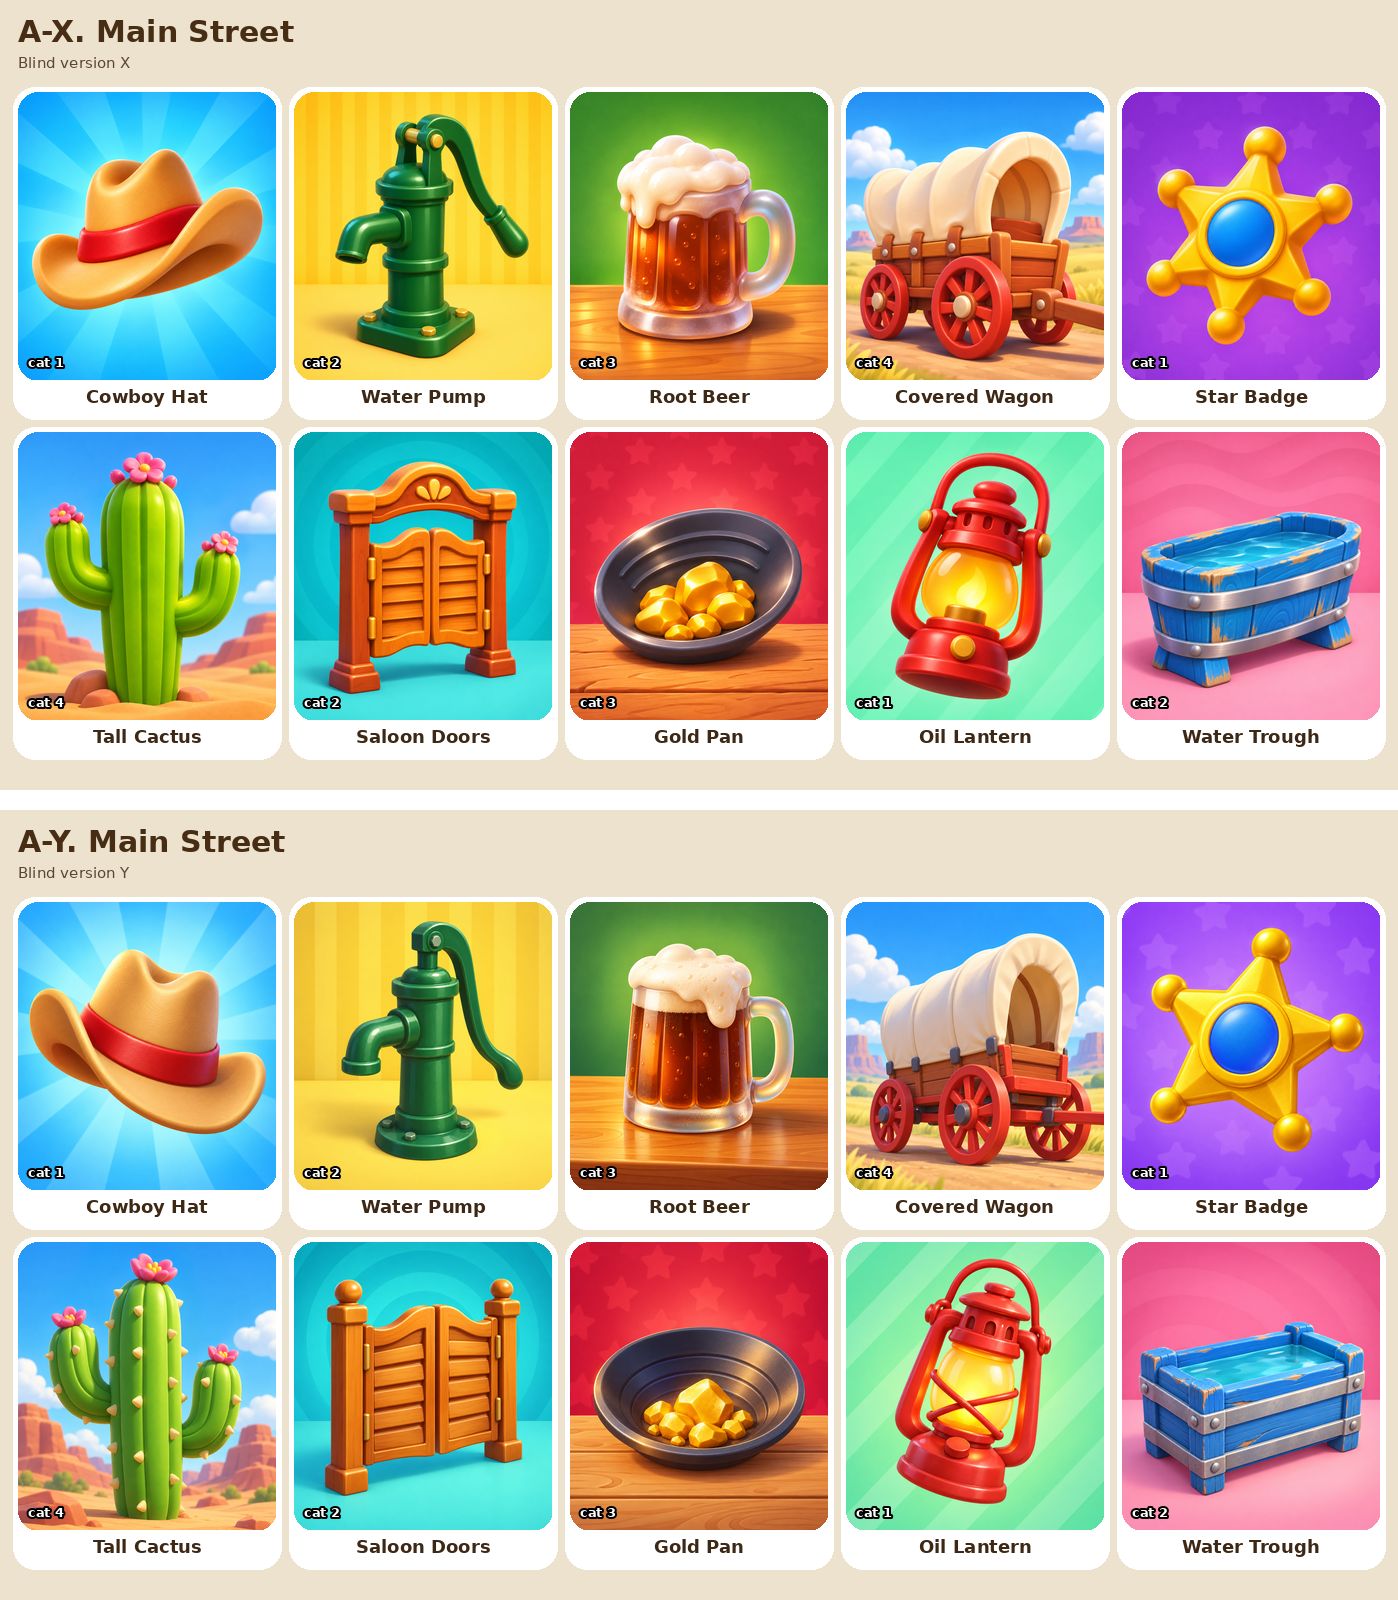 A-X. Main Street
Blind version X
cat 1
cat 2
cat 3
cat 4
cat 1
Cowboy Hat
Water Pump
Root Beer
Covered Wagon
Star Badge
cat 4
cat 2
cat 3
cat 1
cat 2
Tall Cactus
Saloon Doors
Gold Pan
Oil Lantern
Water Trough
A-Y. Main Street
Blind version Y
cat 1
cat 2
cat 3
cat 4
cat 1
Cowboy Hat
Water Pump
Root Beer
Covered Wagon
Star Badge
cat 4
cat 2
cat 3
cat 1
cat 2
Tall Cactus
Saloon Doors
Gold Pan
Oil Lantern
Water Trough